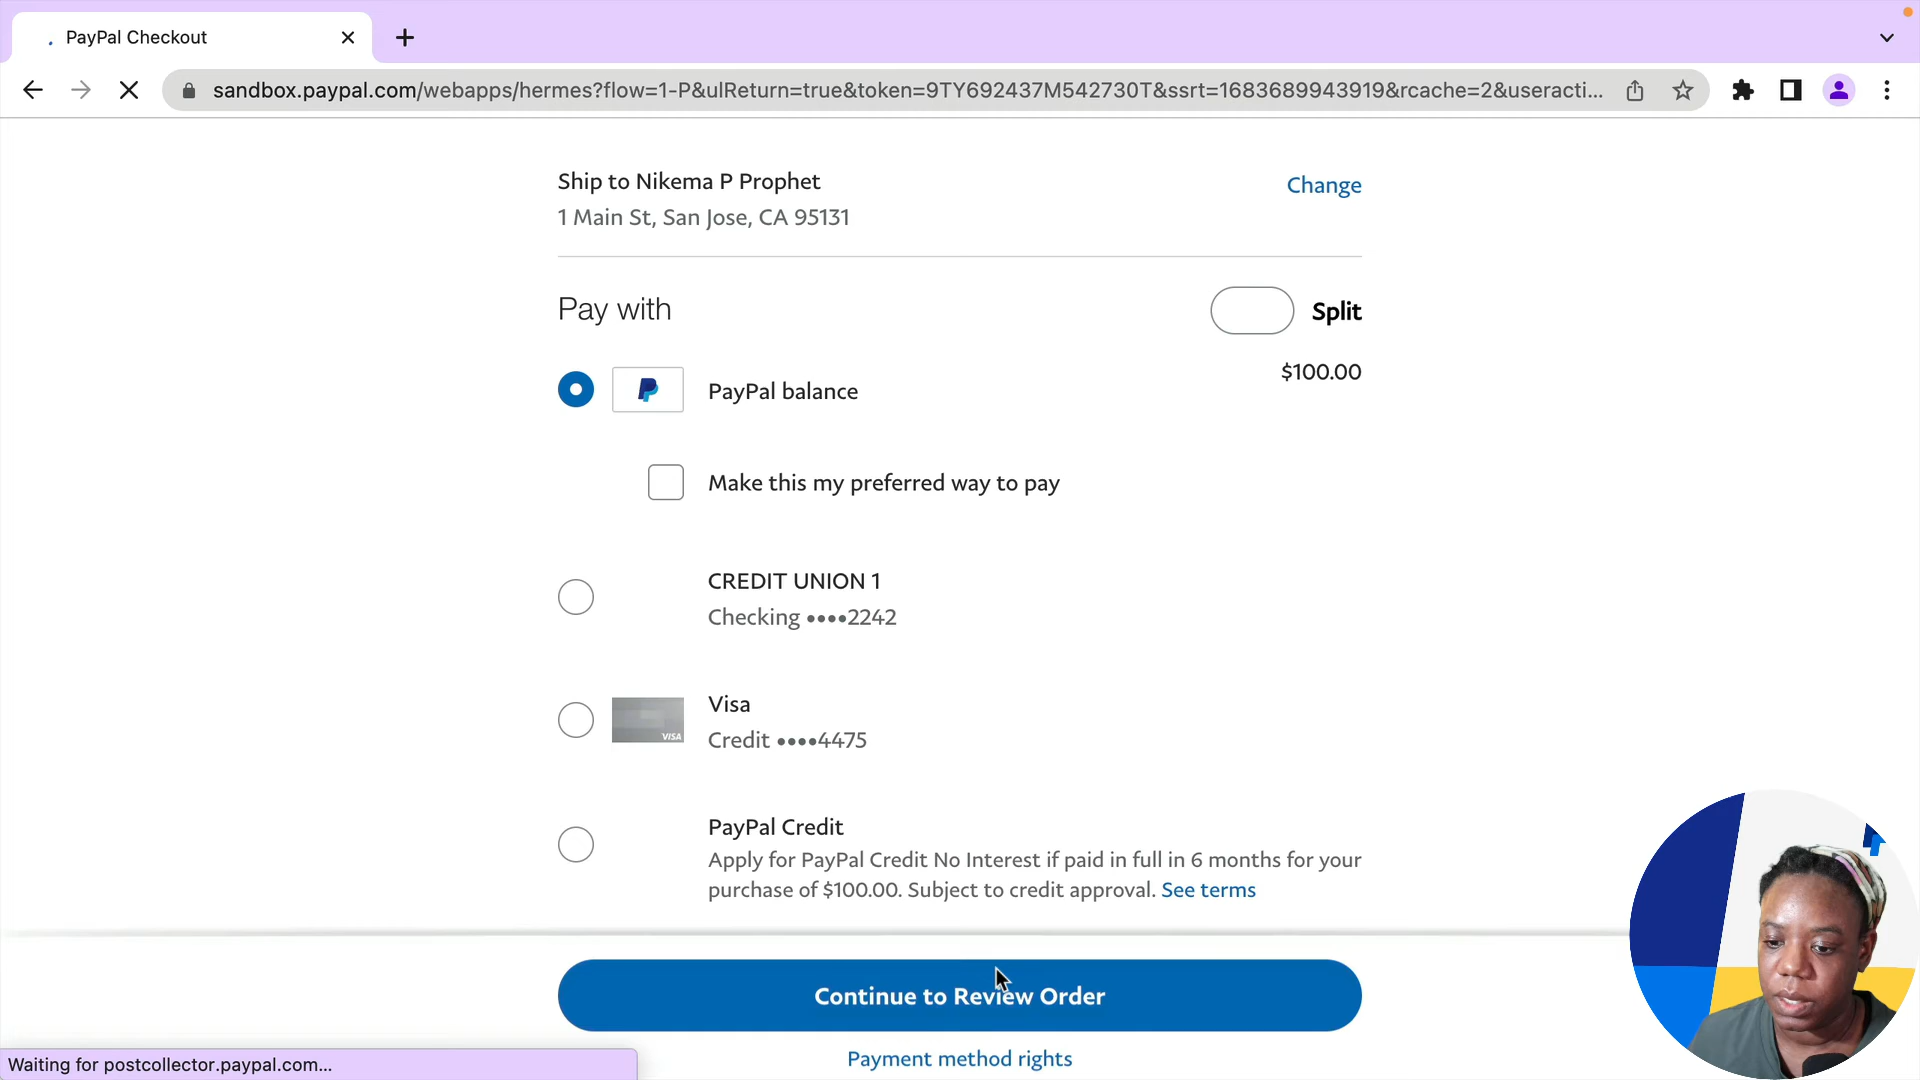 PayPal Checkout
sandbox.paypal.com/webapps/hermes?flow=1-P&ulReturn=true&token=9TY692437M542730T&ssrt=1683689943919&rcache=2&useracti...
Ship to Nikema P Prophet
Change
1 Main St, San Jose, CA 95131
Pay with
Split
$100.00
PayPal balance
Make this my preferred way to pay
CREDIT UNION 1
Checking ••••2242
Visa
VISA
Credit ••••4475
PayPal Credit
Apply for PayPal Credit No Interest if paid in full in 6 months for your
purchase of $100.00. Subject to credit approval. See terms
Continue to Review Order
Payment method rights
Waiting for postcollector.paypal.com...